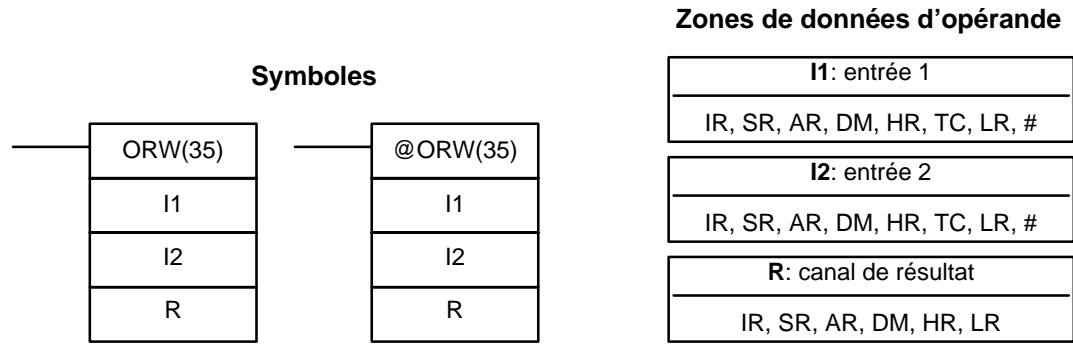 Zones de données d’opérande
Symboles
ORW(35)
I1
I2
R
@ORW(35)
I1
I2
R
I1: entrée 1
IR, SR, AR, DM, HR, TC, LR, #
I2: entrée 2
IR, SR, AR, DM, HR, TC, LR, #
R: canal de résultat
IR, SR, AR, DM, HR, LR